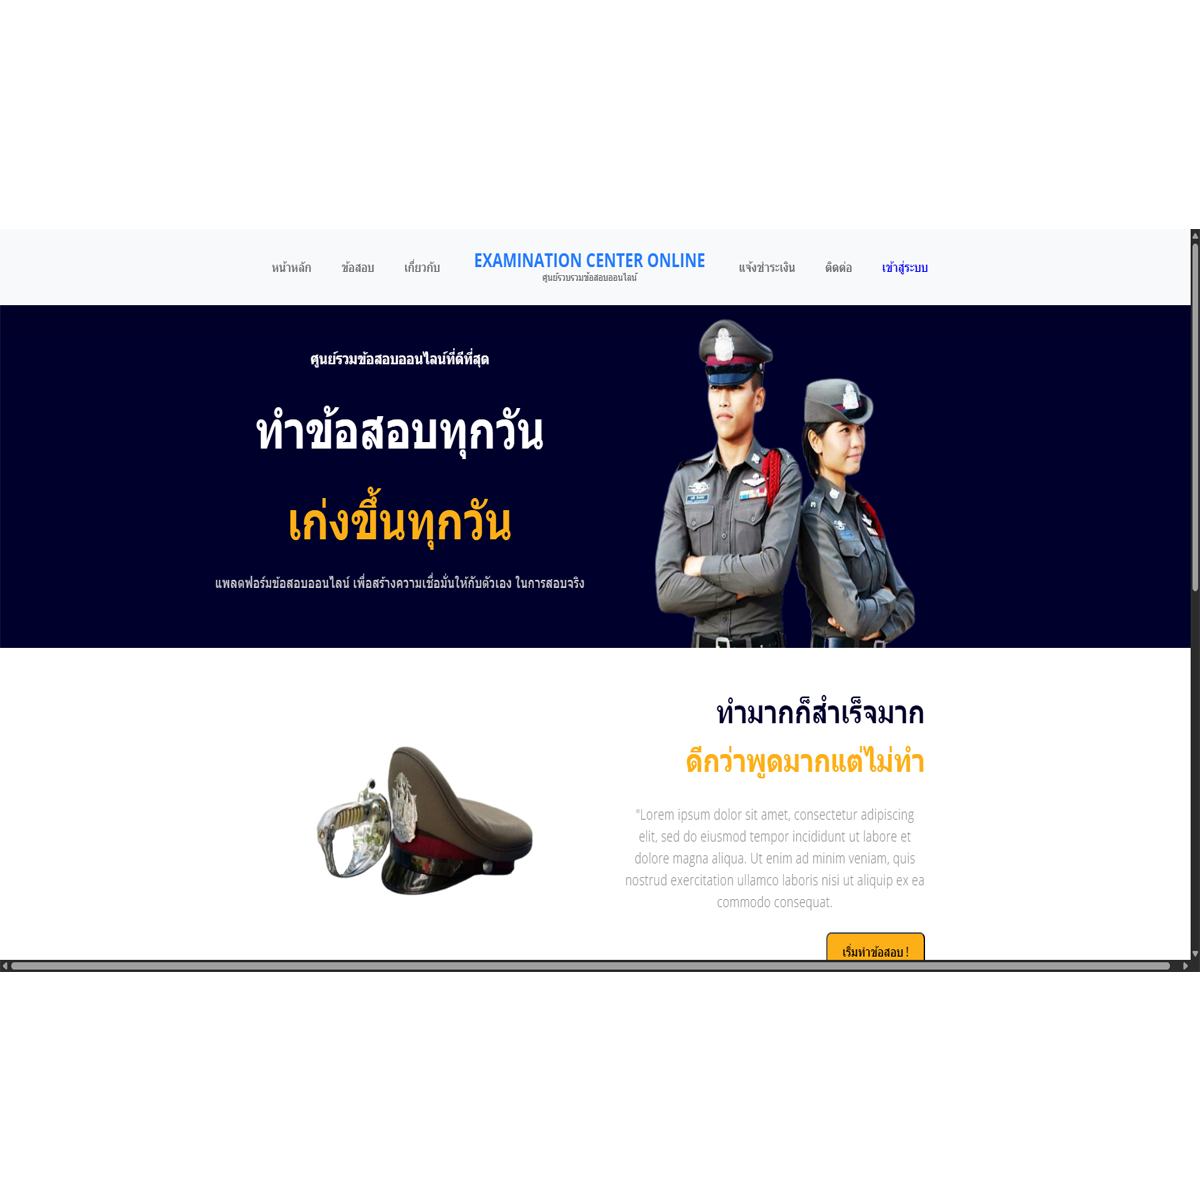 หน้าหลัก ข้อสอบ เกี่ยวกับ EXAMINATION CENTER ONLINE แจ้งชำระเงิน ติดต่อ เข้าสู่ระบบ
ศูนย์รวบรวมข้อสอบออนไลน์
ศูนย์รวมข้อสอบออนไลน์ที่ดีที่สุด
ทำข้อสอบทุกวัน
เก่งขึ้นทุกวัน
แพลตฟอร์มข้อสอบออนไลน์ เพื่อสร้างความเชื่อมั่นให้กับตัวเอง ในการสอบจริง
ทำมากก็สำเร็จมาก
ดีกว่าพูดมากแต่ไม่ทำ
"Lorem ipsum dolor sit amet, consectetur adipiscing
elit, sed do eiusmod tempor incididunt ut labore et
dolore magna aliqua. Ut enim ad minim veniam, quis
nostrud exercitation ullamco laboris nisi ut aliquip ex ea
commodo consequat.
เริ่มทำข้อสอบ !